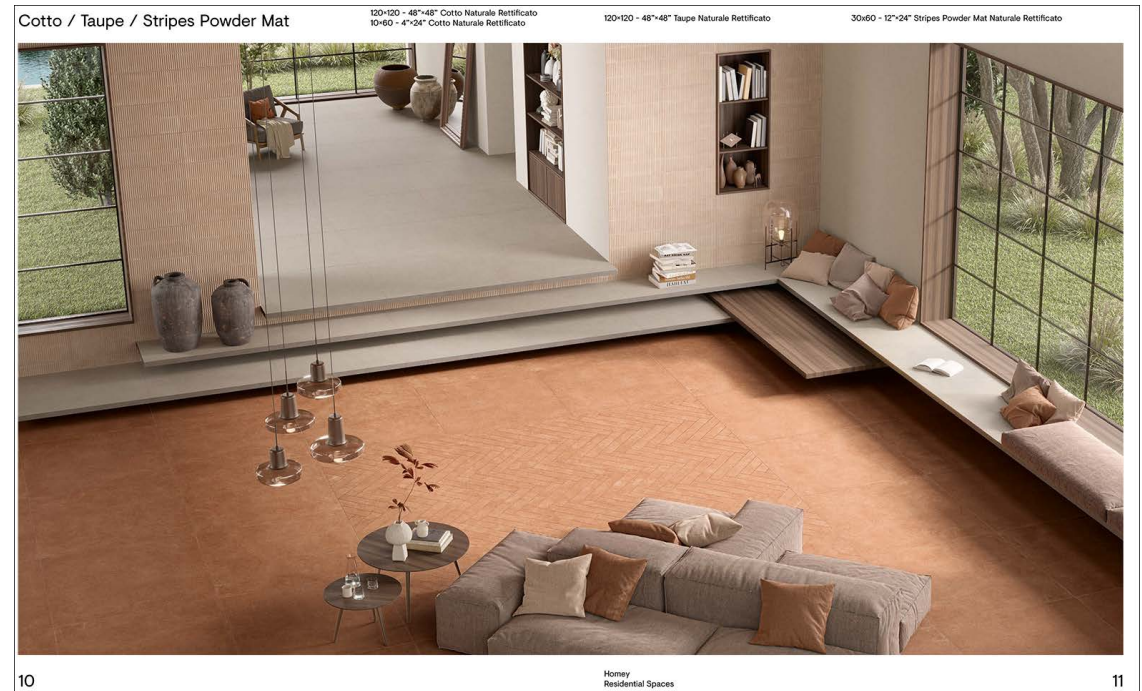 Cotto / Taupe / Stripes Powder Mat
120×120 - 48”×48” Cotto Naturale Rettificato
10×60 - 4”×24” Cotto Naturale Rettificato
120×120 - 48”×48” Taupe Naturale Rettificato
30x60 - 12”×24” Stripes Powder Mat Naturale Rettificato
10
Homey
Residential Spaces
11